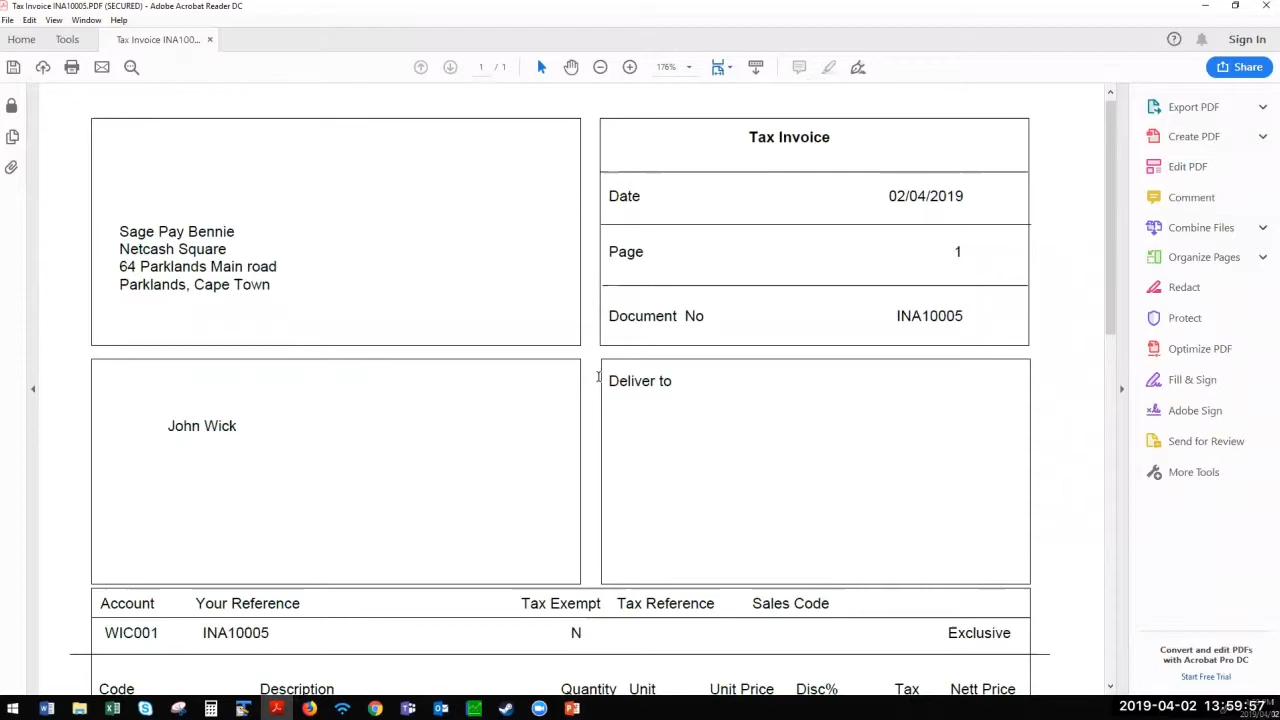 Tax Invoice INA10005.PDF (SECURED) - Adobe Acrobat Reader DC
File Edit View Window Help
Home Tools Tax Invoice INA100... × Sign In
1 / 1 176% Share
Export PDF
Create PDF
Edit PDF
Comment
Combine Files
Organize Pages
Redact
Protect
Optimize PDF
Fill & Sign
Adobe Sign
Send for Review
More Tools
Convert and edit PDFs
with Acrobat Pro DC
Start Free Trial
Sage Pay Bennie
Netcash Square
64 Parklands Main road
Parklands, Cape Town
Tax Invoice
Date 02/04/2019
Page 1
Document No INA10005
John Wick
Deliver to
Account Your Reference Tax Exempt Tax Reference Sales Code
WIC001 INA10005 N Exclusive
Code Description Quantity Unit Unit Price Disc% Tax Nett Price
2019-04-02 13:59:57
2019/04/02